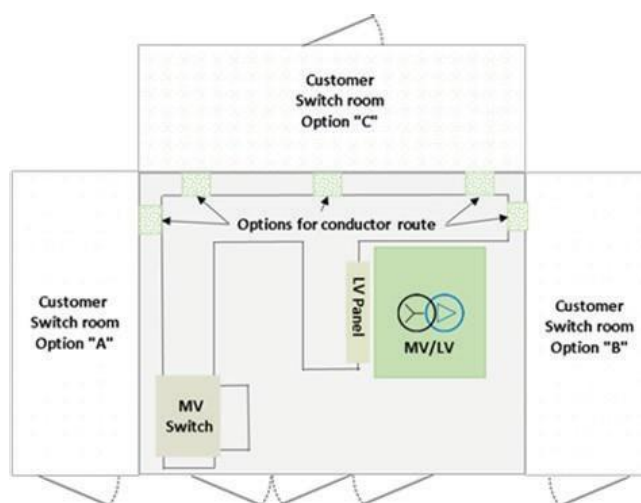 Customer
Switch room
Option "C"
Options for conductor route
Customer
Switch room
Option "A"
LV Panel
MV/LV
Customer
Switch room
Option "B"
MV
Switch